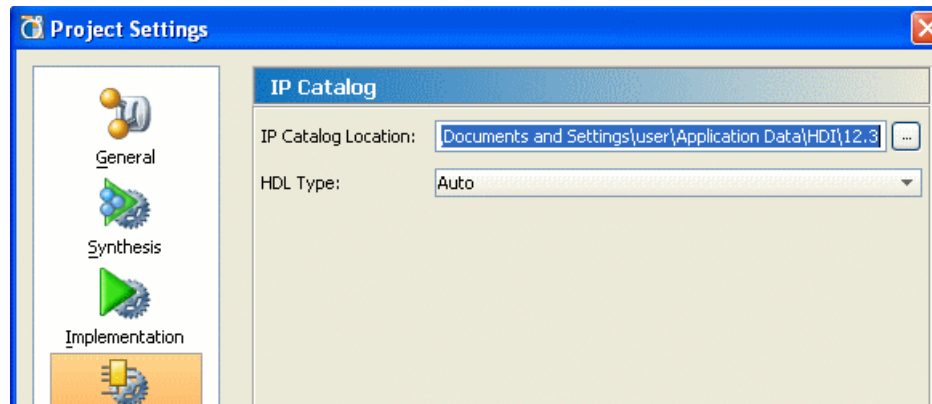 Project Settings
General
Synthesis
Implementation
IP Catalog
IP Catalog Location: Documents and Settings\user\Application Data\HDI\12.3 ...
HDL Type: Auto